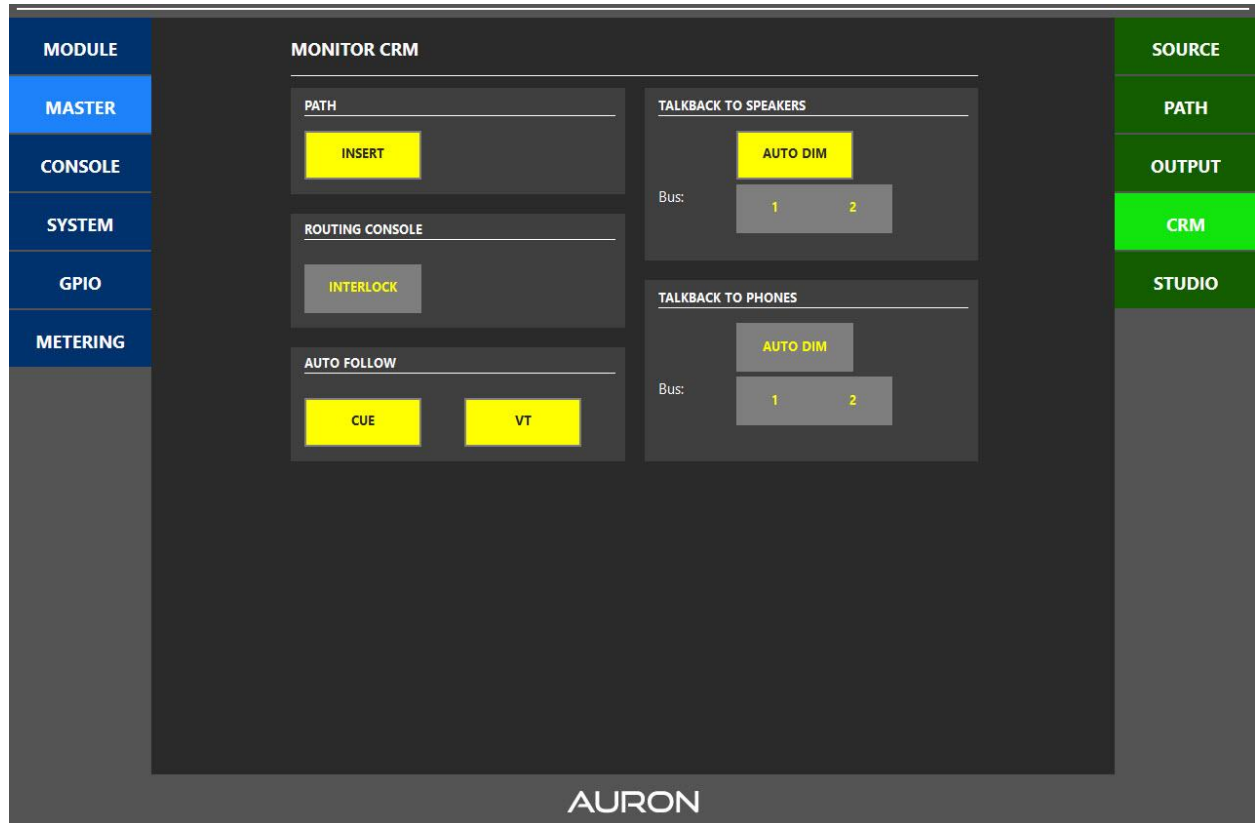 MODULE
MASTER
CONSOLE
SYSTEM
GPIO
METERING
MONITOR CRM
PATH
INSERT
ROUTING CONSOLE
INTERLOCK
AUTO FOLLOW
CUE VT
TALKBACK TO SPEAKERS
AUTO DIM
Bus: 1 2
TALKBACK TO PHONES
AUTO DIM
Bus: 1 2
SOURCE
PATH
OUTPUT
CRM
STUDIO
AURON